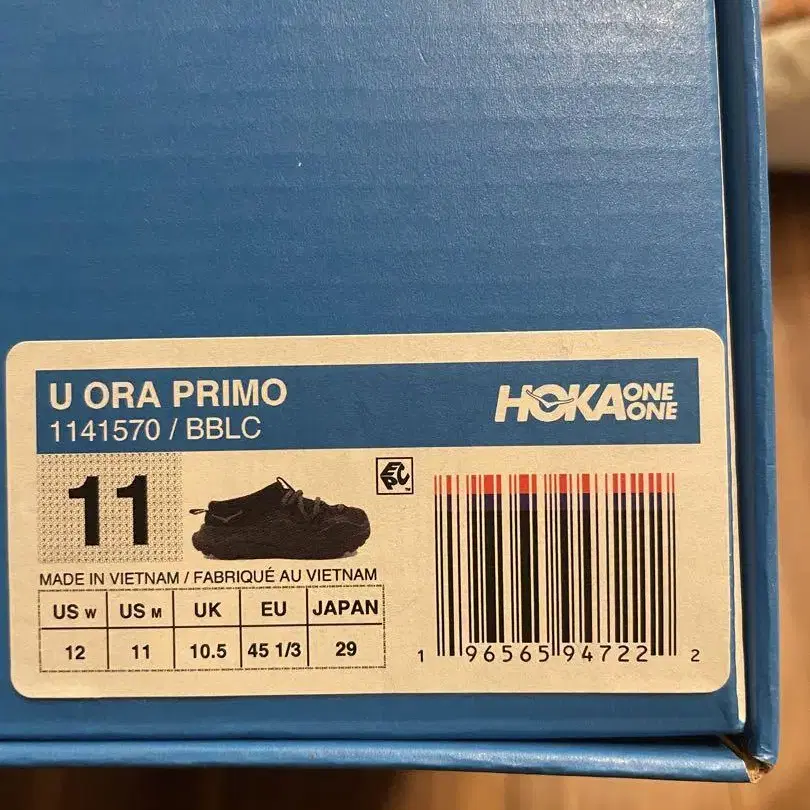 U ORA PRIMO
1141570 / BBLC
HOKA ONE ONE
11
EPC™
MADE IN VIETNAM / FABRIQUÉ AU VIETNAM
US W US M UK EU JAPAN
12 11 10.5 45 1/3 29
1 96565 94722 2